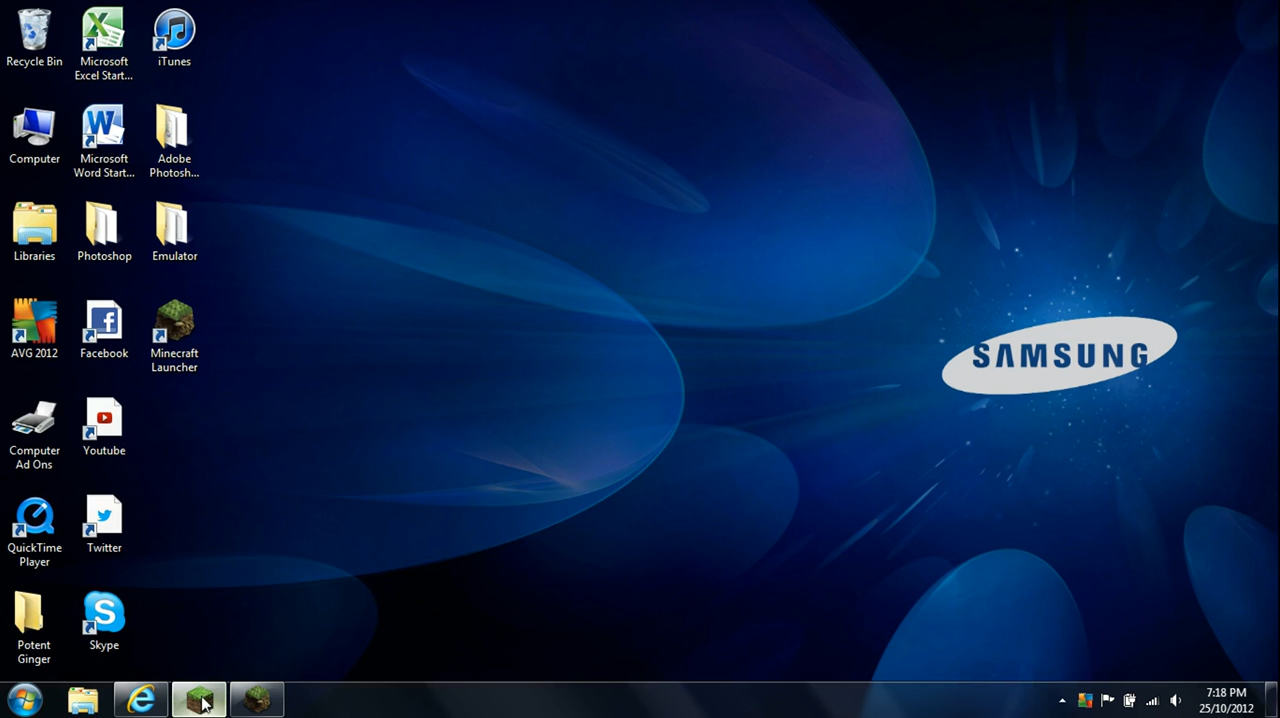 Recycle Bin
Microsoft
Excel Start...
iTunes
Computer
Microsoft
Word Start...
Adobe
Photosh...
Libraries
Photoshop
Emulator
AVG 2012
Facebook
Minecraft
Launcher
Computer
Ad Ons
Youtube
QuickTime
Player
Twitter
Potent
Ginger
Skype
SAMSUNG
7:18 PM
25/10/2012